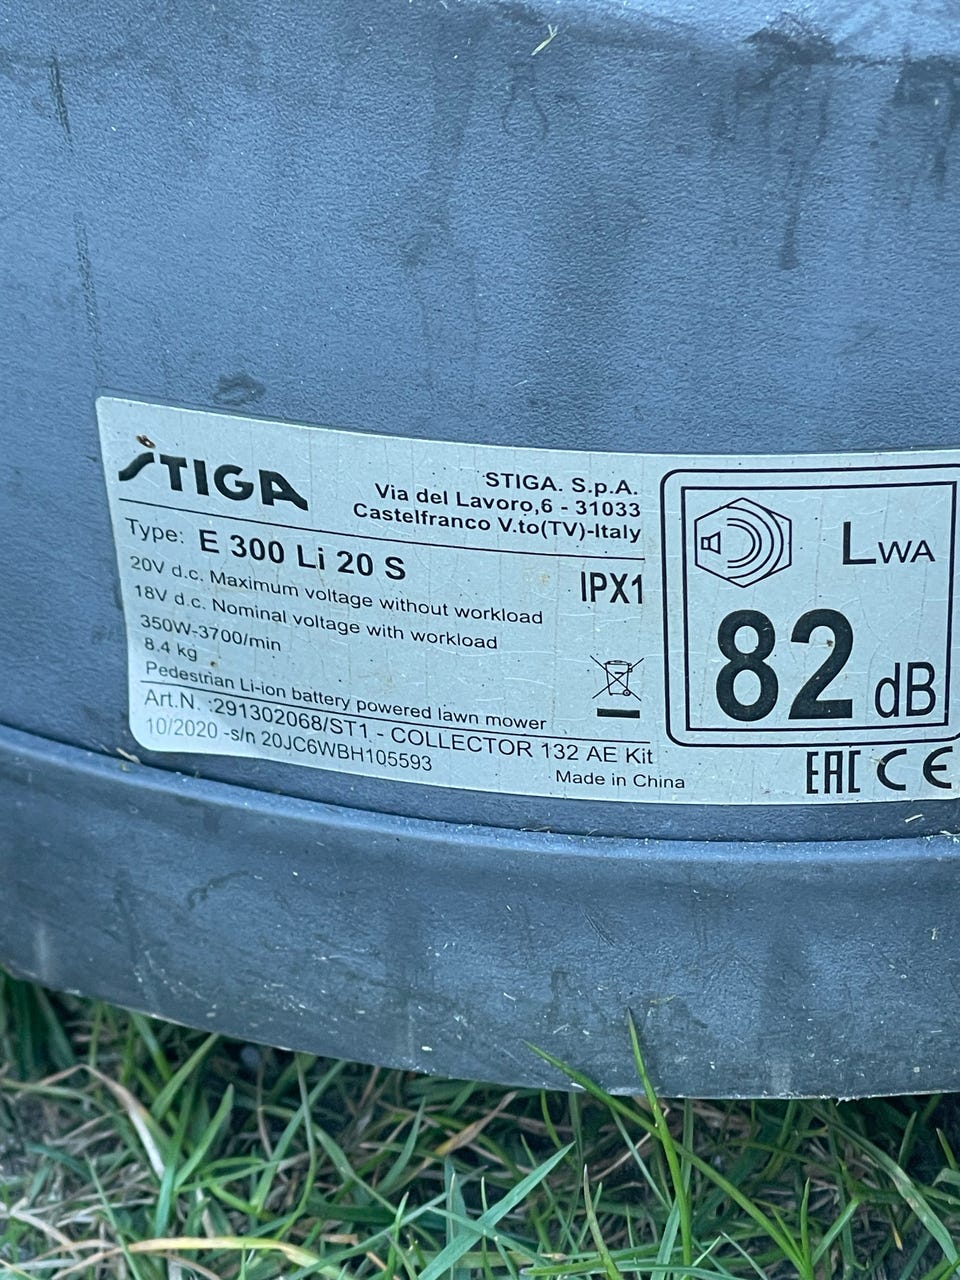 STIGA
STIGA. S.p.A.
Via del Lavoro,6 - 31033
Castelfranco V.to(TV)-Italy
Type: E 300 Li 20 S
20V d.c. Maximum voltage without workload
18V d.c. Nominal voltage with workload
350W-3700/min
8.4 kg
IPX1
Pedestrian Li-ion battery powered lawn mower
Art.N. :291302068/ST1 - COLLECTOR 132 AE Kit
10/2020 -s/n 20JC6WBH105593
Made in China
LWA
82 dB
EAC CE